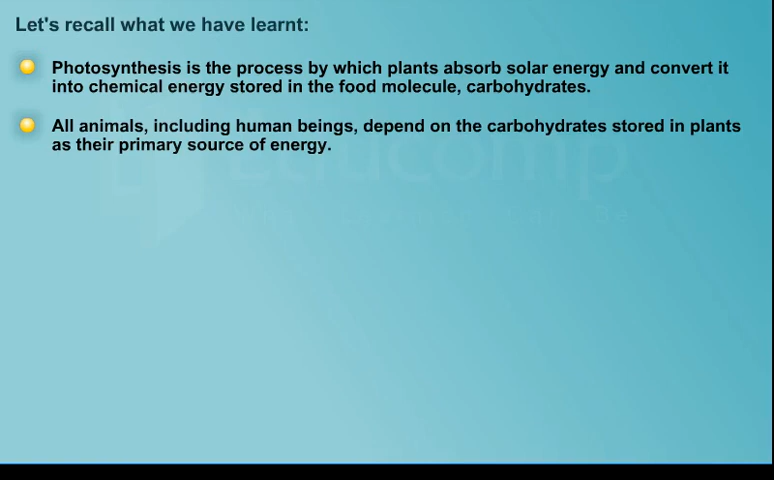 Let's recall what we have learnt:
Photosynthesis is the process by which plants absorb solar energy and convert it
into chemical energy stored in the food molecule, carbohydrates.
All animals, including human beings, depend on the carbohydrates stored in plants
as their primary source of energy.
Educomp